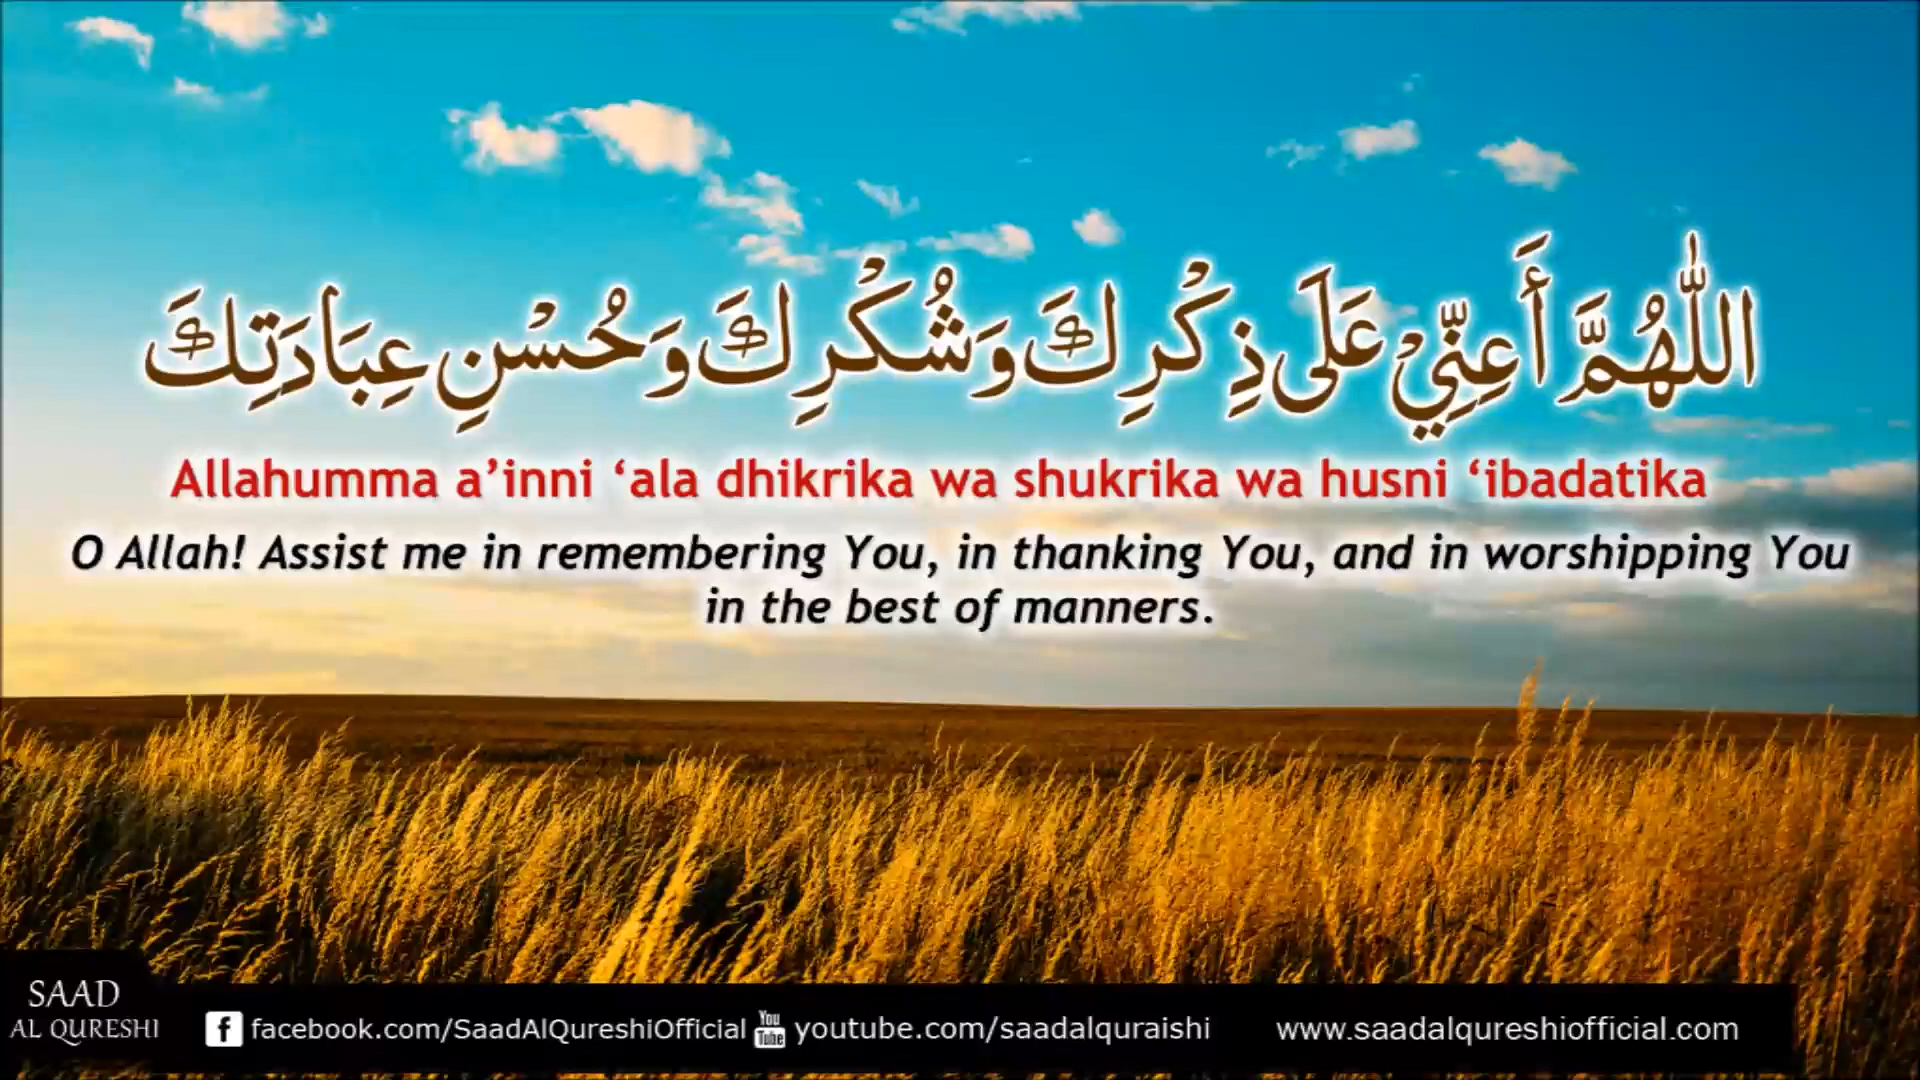 اللّٰهُمَّ أَعِنِّيْ عَلَى ذِكْرِكَ وَشُكْرِكَ وَحُسْنِ عِبَادَتِكَ
Allahumma a’inni ‘ala dhikrika wa shukrika wa husni ‘ibadatika
O Allah! Assist me in remembering You, in thanking You, and in worshipping You
in the best of manners.
SAAD
AL QURESHI
f facebook.com/SaadAlQureshiOfficial You Tube youtube.com/saadalquraishi www.saadalqureshiofficial.com